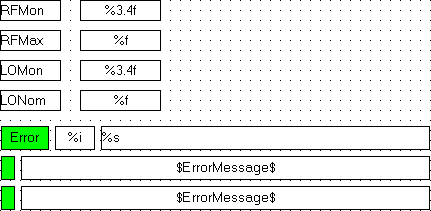 RFMon %3.4f
RFMax %f
LOMon %3.4f
LONom %f
Error %i %s
$ErrorMessage$
$ErrorMessage$